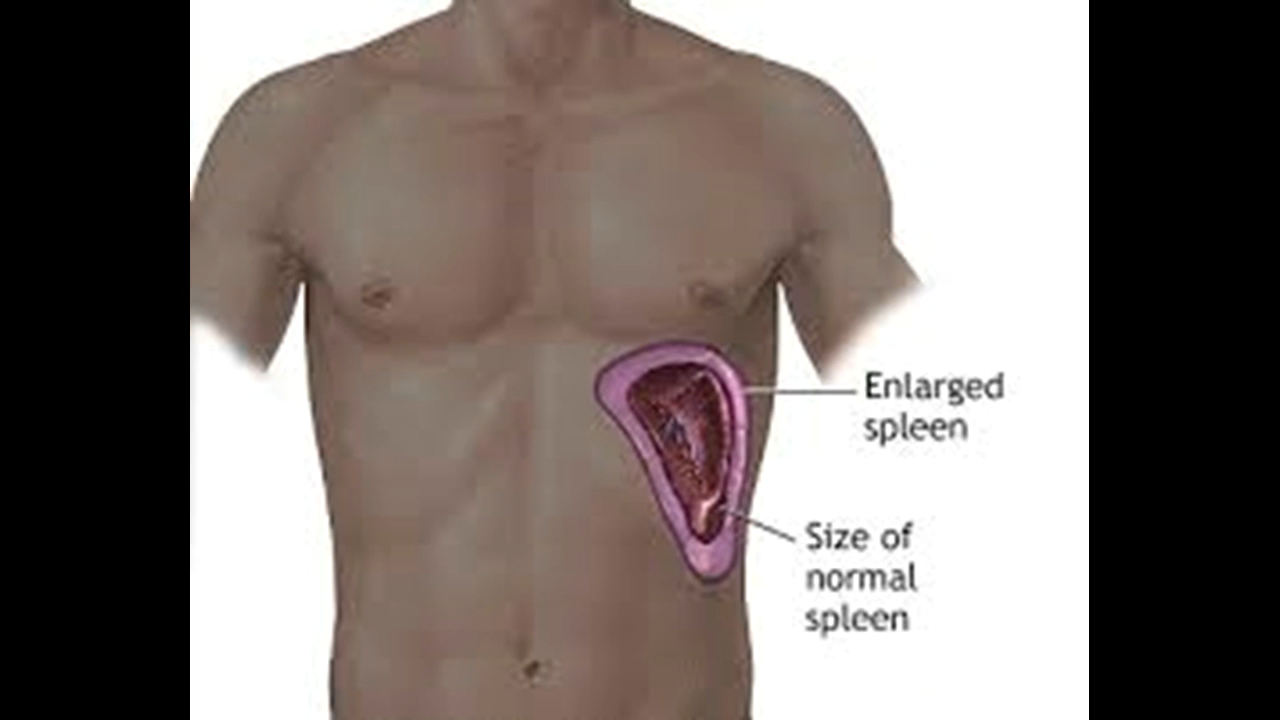 Enlarged
spleen
Size of
normal
spleen